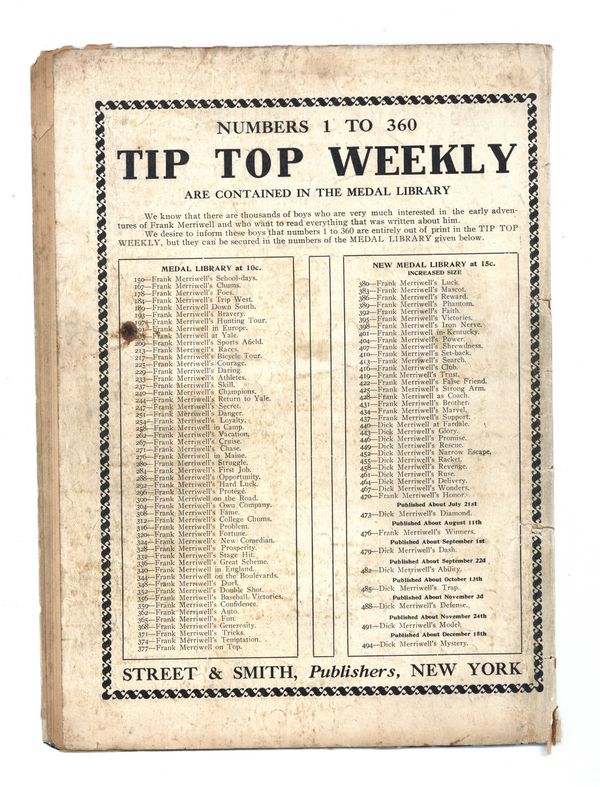 NUMBERS 1 TO 360
TIP TOP WEEKLY
ARE CONTAINED IN THE MEDAL LIBRARY
We know that there are thousands of boys who are very much interested in the early adven-
tures of Frank Merriwell and who want to read everything that was written about him.
We desire to inform these boys that numbers 1 to 360 are entirely out of print in the TIP TOP
WEEKLY, but they can be secured in the numbers of the MEDAL LIBRARY given below.
MEDAL LIBRARY at 10c.
150—Frank Merriwell's School-days.
167—Frank Merriwell's Chums.
178—Frank Merriwell's Foes.
184—Frank Merriwell's Trip West.
189—Frank Merriwell Down South.
193—Frank Merriwell's Bravery.
197—Frank Merriwell's Hunting Tour.
Frank Merriwell in Europe.
Frank Merriwell at Yale.
209—Frank Merriwell's Sports Afield.
213—Frank Merriwell's Races.
217—Frank Merriwell's Bicycle Tour.
225—Frank Merriwell's Courage.
229—Frank Merriwell's Daring.
233—Frank Merriwell's Athletes.
237—Frank Merriwell's Skill.
240—Frank Merriwell's Champions.
244—Frank Merriwell's Return to Yale.
247—Frank Merriwell's Secret.
251—Frank Merriwell's Danger.
254—Frank Merriwell's Loyalty.
258—Frank Merriwell in Camp.
262—Frank Merriwell's Vacation.
267—Frank Merriwell's Cruise.
271—Frank Merriwell's Chase.
276—Frank Merriwell in Maine.
280—Frank Merriwell's Struggle.
284—Frank Merriwell's First Job.
288—Frank Merriwell's Opportunity.
292—Frank Merriwell's Hard Luck.
296—Frank Merriwell's Protégé.
300—Frank Merriwell on the Road.
304—Frank Merriwell's Own Company.
308—Frank Merriwell's Fame.
312—Frank Merriwell's College Chums.
316—Frank Merriwell's Problem.
320—Frank Merriwell's Fortune.
324—Frank Merriwell's New Comedian.
328—Frank Merriwell's Prosperity.
332—Frank Merriwell's Stage Hit.
336—Frank Merriwell's Great Scheme.
340—Frank Merriwell in England.
344—Frank Merriwell on the Boulevards.
348—Frank Merriwell's Duel.
352—Frank Merriwell's Double Shot.
356—Frank Merriwell's Baseball Victories.
359—Frank Merriwell's Confidence.
362—Frank Merriwell's Auto.
365—Frank Merriwell's Fun.
368—Frank Merriwell's Generosity.
371—Frank Merriwell's Tricks.
374—Frank Merriwell's Temptation.
377—Frank Merriwell on Top.
NEW MEDAL LIBRARY at 15c.
INCREASED SIZE
380—Frank Merriwell's Luck.
383—Frank Merriwell's Mascot.
386—Frank Merriwell's Reward.
389—Frank Merriwell's Phantom.
392—Frank Merriwell's Faith.
395—Frank Merriwell's Victories.
398—Frank Merriwell's Iron Nerve.
401—Frank Merriwell in Kentucky.
404—Frank Merriwell's Power.
407—Frank Merriwell's Shrewdness.
410—Frank Merriwell's Set-back.
413—Frank Merriwell's Search.
416—Frank Merriwell's Club.
419—Frank Merriwell's Trust.
422—Frank Merriwell's False Friend.
425—Frank Merriwell's Strong Arm.
428—Frank Merriwell as Coach.
431—Frank Merriwell's Brother.
434—Frank Merriwell's Marvel.
437—Frank Merriwell's Support.
440—Dick Merriwell at Fardale.
443—Dick Merriwell's Glory.
446—Dick Merriwell's Promise.
449—Dick Merriwell's Rescue.
452—Dick Merriwell's Narrow Escape.
455—Dick Merriwell's Racket.
458—Dick Merriwell's Revenge.
461—Dick Merriwell's Ruse.
464—Dick Merriwell's Delivery.
467—Dick Merriwell's Wonders.
470—Frank Merriwell's Honor.
Published About July 21st
473—Dick Merriwell's Diamond.
Published About August 11th
476—Frank Merriwell's Winners.
Published About September 1st
479—Dick Merriwell's Dash.
Published About September 22d
482—Dick Merriwell's Ability.
Published About October 13th
485—Dick Merriwell's Trap.
Published About November 3d
488—Dick Merriwell's Defense.
Published About November 24th
491—Dick Merriwell's Model.
Published About December 15th
494—Dick Merriwell's Mystery.
STREET & SMITH, Publishers, NEW YORK